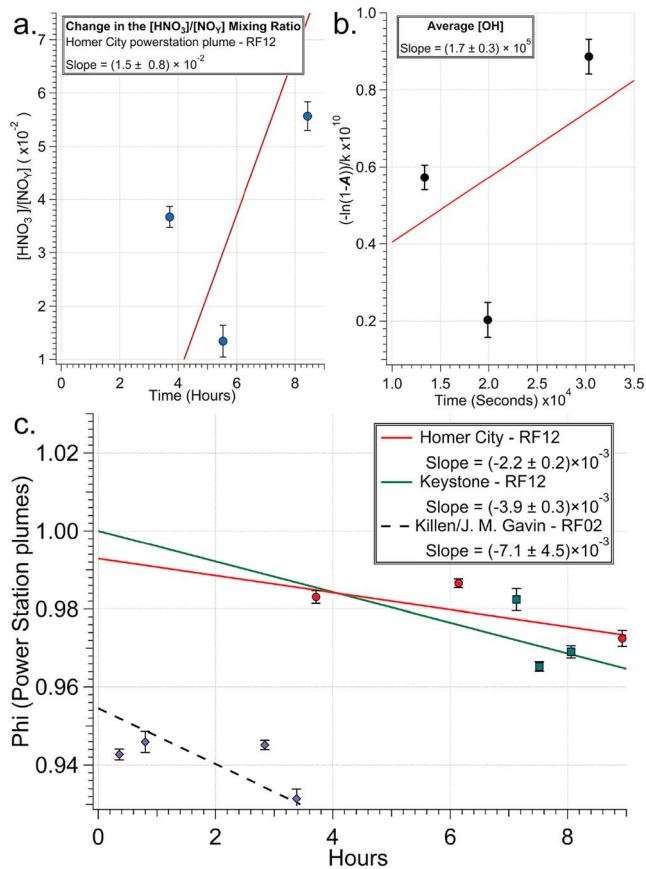 a.
Change in the [HNO3]/[NOY] Mixing Ratio
Homer City powerstation plume - RF12
Slope = (1.5 ± 0.8) × 10-2
7
6
5
4
3
2
1
[HNO3 ]/[NOY] ( x10-2)
0
2
4
6
8
Time (Hours)
b.
Average [OH]
Slope = (1.7 ± 0.3) × 105
1.0
0.8
0.6
0.4
0.2
(-ln(1-A))/k x 1010
1.0
1.5
2.0
2.5
3.0
3.5
Time (Seconds) x104
c.
Homer City - RF12
Slope = (-2.2 ± 0.2)×10-3
Keystone - RF12
Slope = (-3.9 ± 0.3)×10-3
Killen/J. M. Gavin - RF02
Slope = (-7.1 ± 4.5)×10-3
1.02
1.00
0.98
0.96
0.94
Phi (Power Station plumes)
0
2
4
6
8
Hours